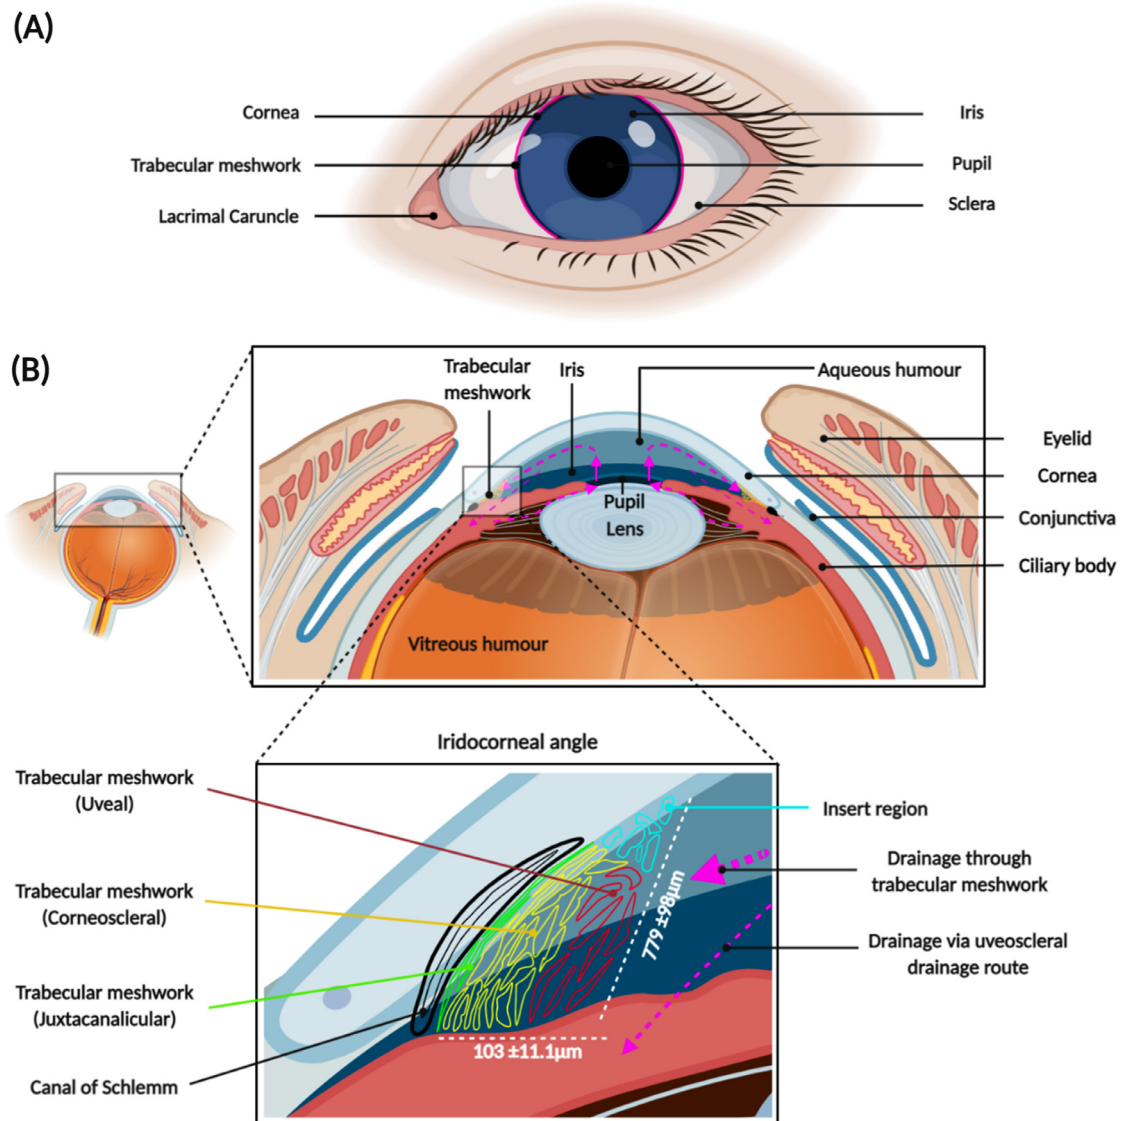 (A)
Cornea
Trabecular meshwork
Lacrimal Caruncle
Iris
Pupil
Sclera
(B)
Trabecular
meshwork
Iris
Aqueous humour
Pupil
Lens
Vitreous humour
Eyelid
Cornea
Conjunctiva
Ciliary body
Iridocorneal angle
Trabecular meshwork
(Uveal)
Trabecular meshwork
(Corneoscleral)
Trabecular meshwork
(Juxtacanalicular)
Canal of Schlemm
779 ±98µm
103 ±11.1µm
Insert region
Drainage through
trabecular meshwork
Drainage via uveoscleral
drainage route